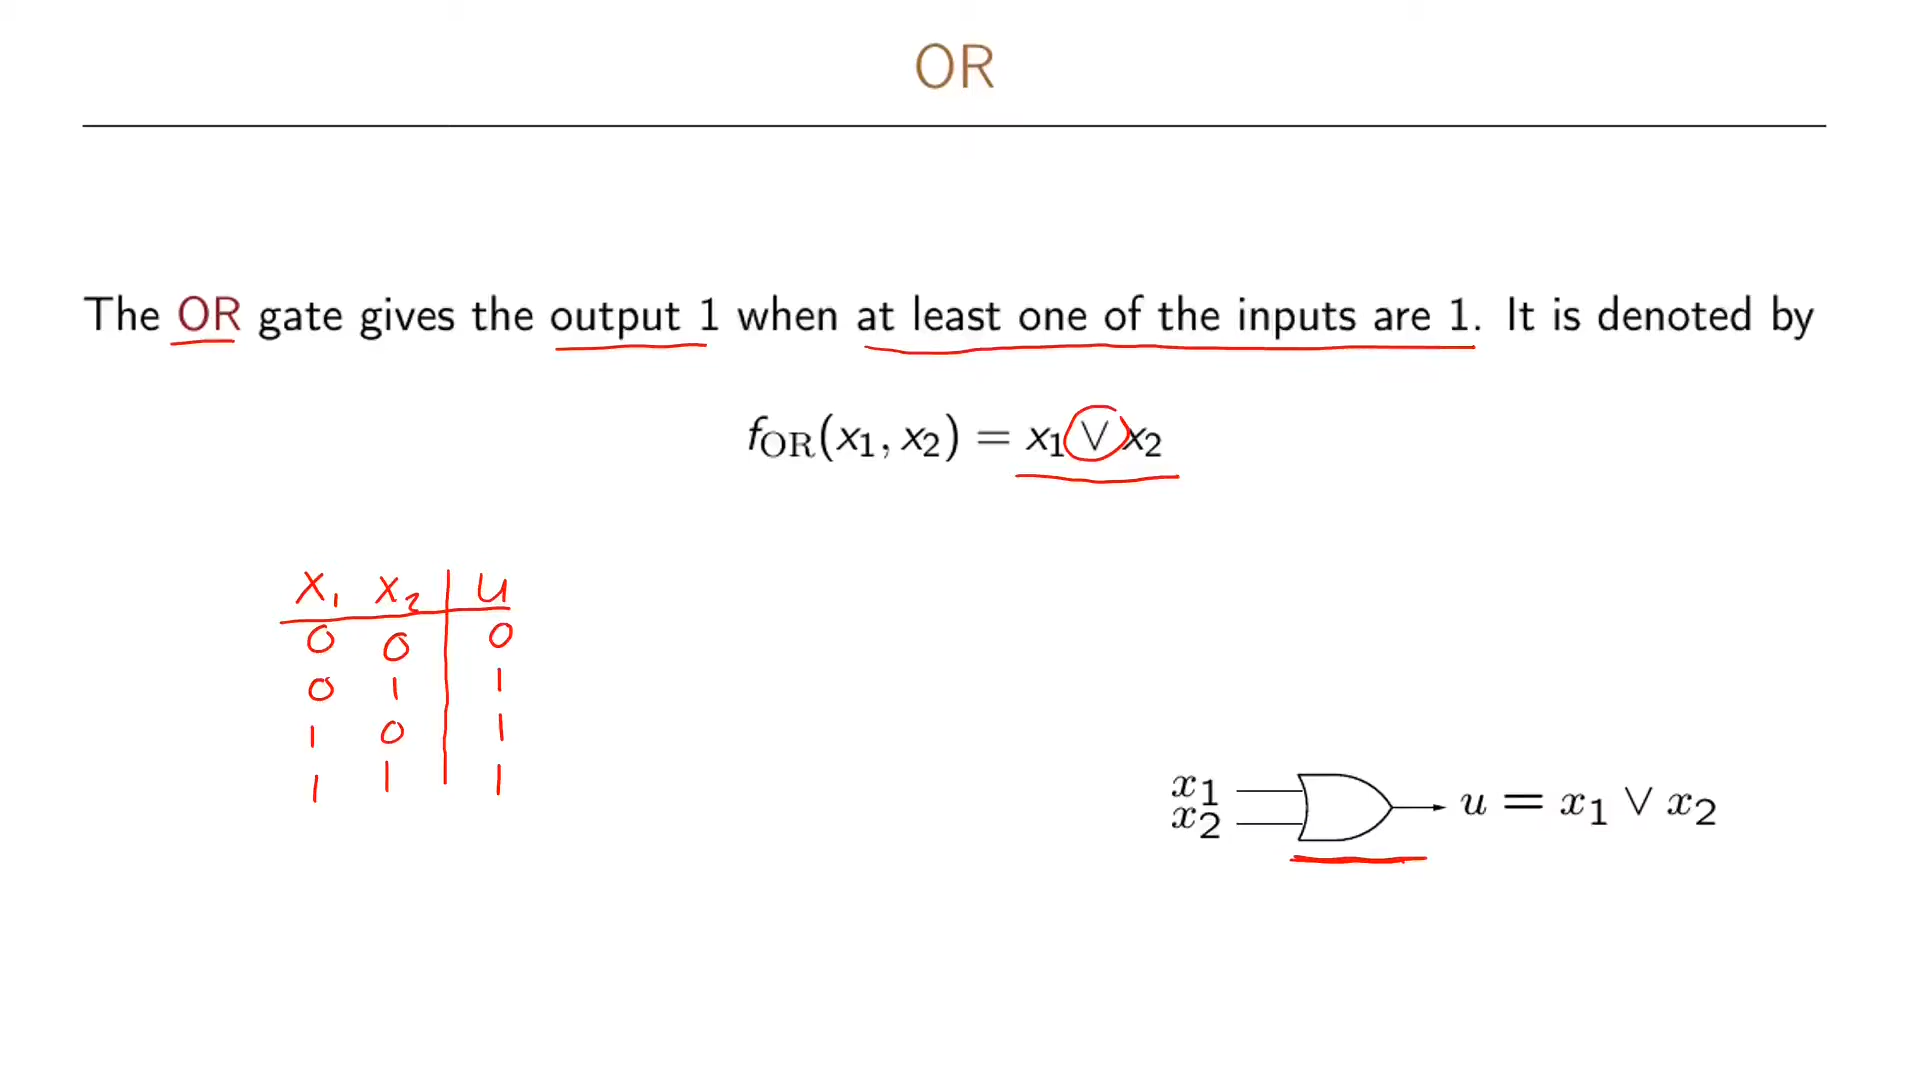 OR
The OR gate gives the output 1 when at least one of the inputs are 1. It is denoted by
f_OR(x₁, x₂) = x₁ ∨ x₂
x₁ x₂ | u
0 0 | 0
0 1 | 1
1 0 | 1
1 1 | 1
x₁
x₂
u = x₁ ∨ x₂